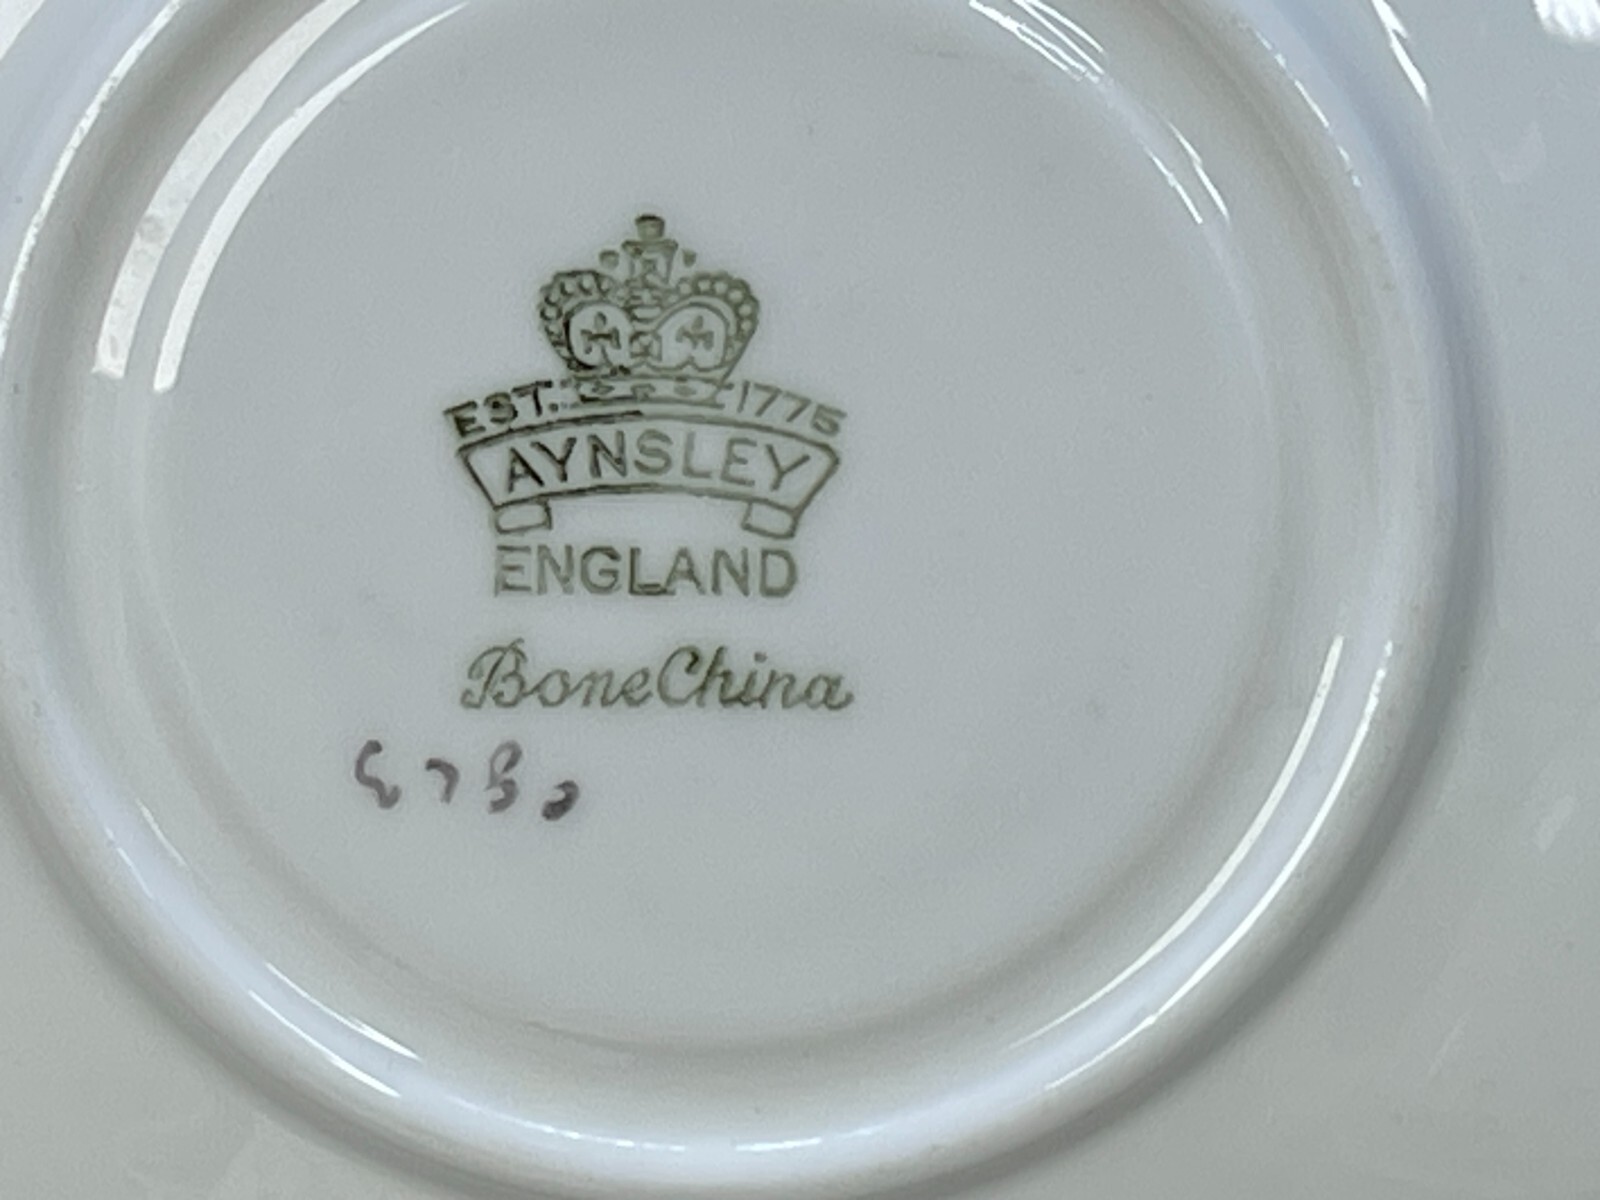 EST. 1775
AYNSLEY
ENGLAND
Bone China